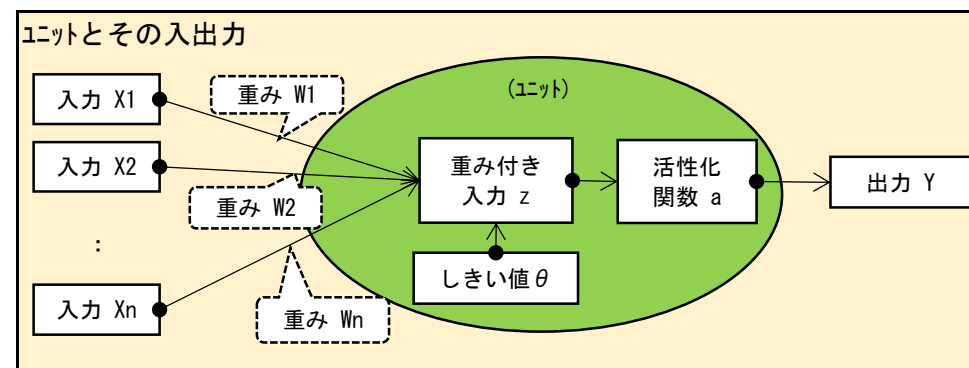 ﾕﾆｯﾄとその入出力
(ﾕﾆｯﾄ)
入力 X1
重み W1
入力 X2
重み W2
:
入力 Xn
重み Wn
重み付き
入力 z
しきい値θ
活性化
関数 a
出力 Y